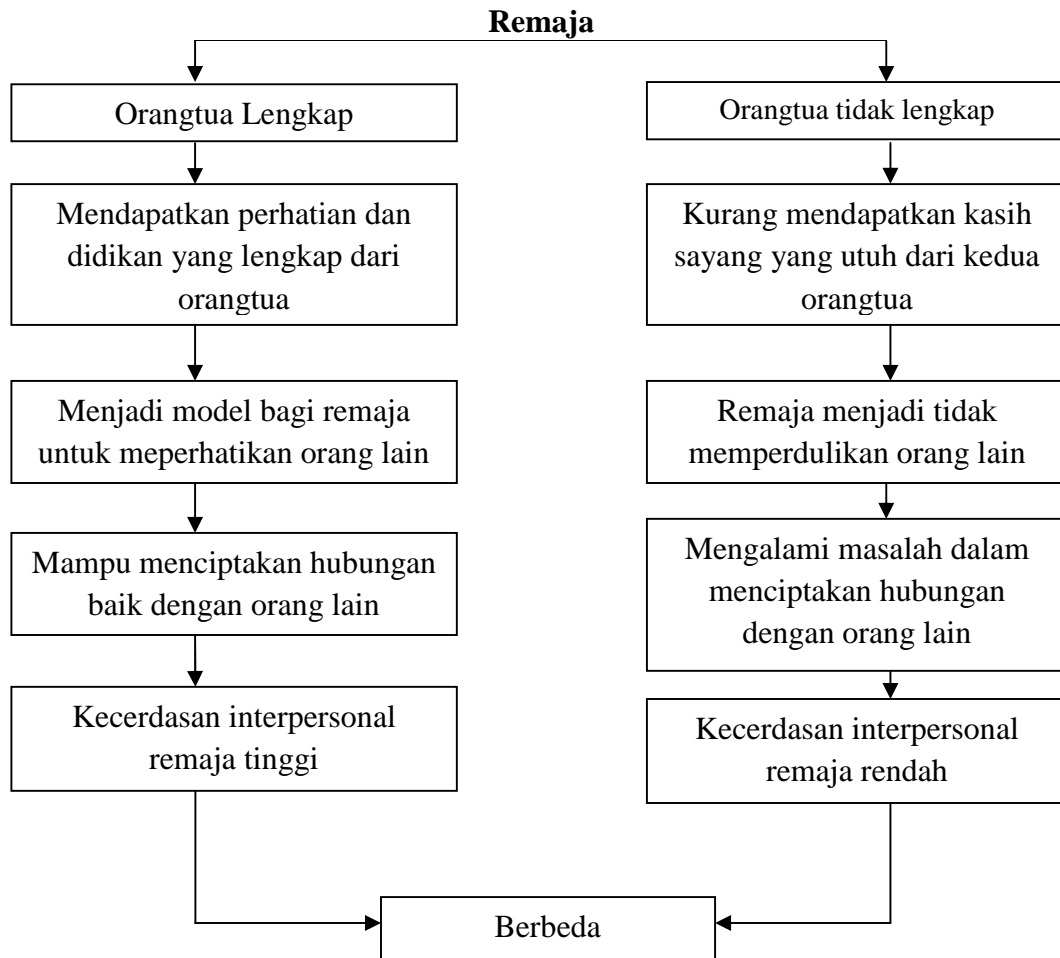 Remaja
Orangtua Lengkap
Orangtua tidak lengkap
Mendapatkan perhatian dan
didikan yang lengkap dari
orangtua
Kurang mendapatkan kasih
sayang yang utuh dari kedua
orangtua
Menjadi model bagi remaja
untuk meperhatikan orang lain
Remaja menjadi tidak
memperdulikan orang lain
Mampu menciptakan hubungan
baik dengan orang lain
Mengalami masalah dalam
menciptakan hubungan
dengan orang lain
Kecerdasan interpersonal
remaja tinggi
Kecerdasan interpersonal
remaja rendah
Berbeda